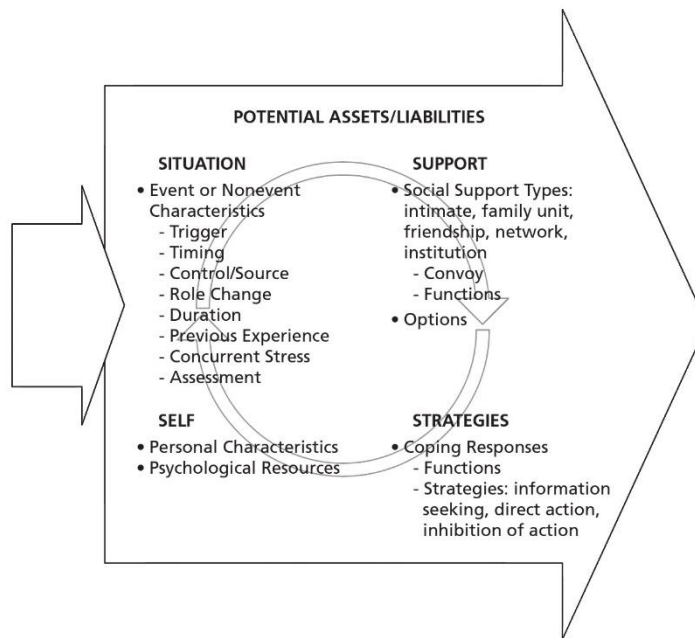 POTENTIAL ASSETS/LIABILITIES
SITUATION
• Event or Nonevent
Characteristics
- Trigger
- Timing
- Control/Source
- Role Change
- Duration
- Previous Experience
- Concurrent Stress
- Assessment
SUPPORT
• Social Support Types:
intimate, family unit,
friendship, network,
institution
- Convoy
- Functions
• Options
SELF
• Personal Characteristics
• Psychological Resources
STRATEGIES
• Coping Responses
- Functions
- Strategies: information
seeking, direct action,
inhibition of action